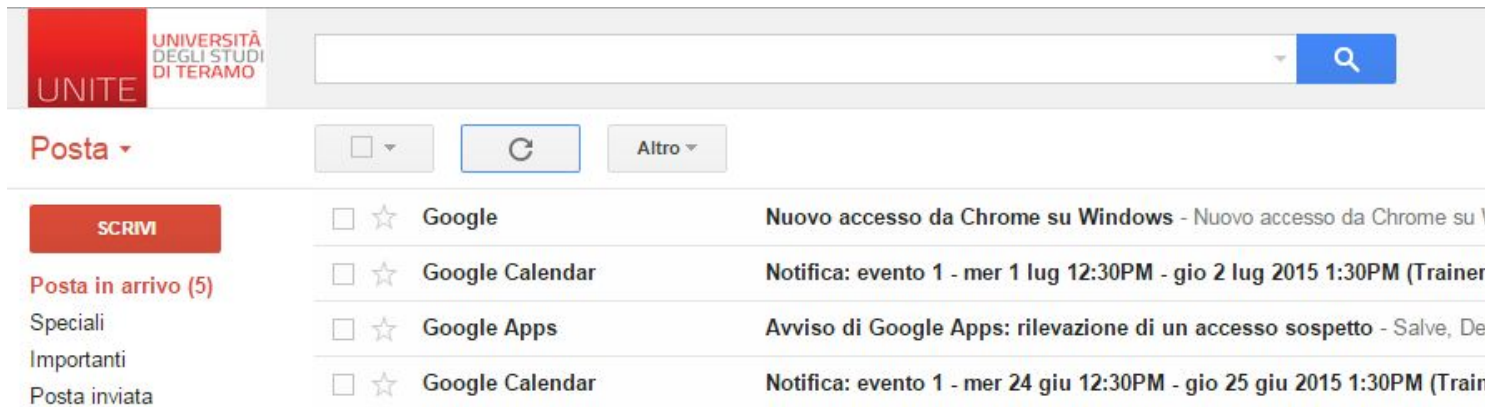 UNITE
UNIVERSITÀ
DEGLI STUDI
DI TERAMO
Posta
Altro
SCRIVI
Posta in arrivo (5)
Speciali
Importanti
Posta inviata
Google Nuovo accesso da Chrome su Windows - Nuovo accesso da Chrome su
Google Calendar Notifica: evento 1 - mer 1 lug 12:30PM - gio 2 lug 2015 1:30PM (Trainer
Google Apps Avviso di Google Apps: rilevazione di un accesso sospetto - Salve, De
Google Calendar Notifica: evento 1 - mer 24 giu 12:30PM - gio 25 giu 2015 1:30PM (Train